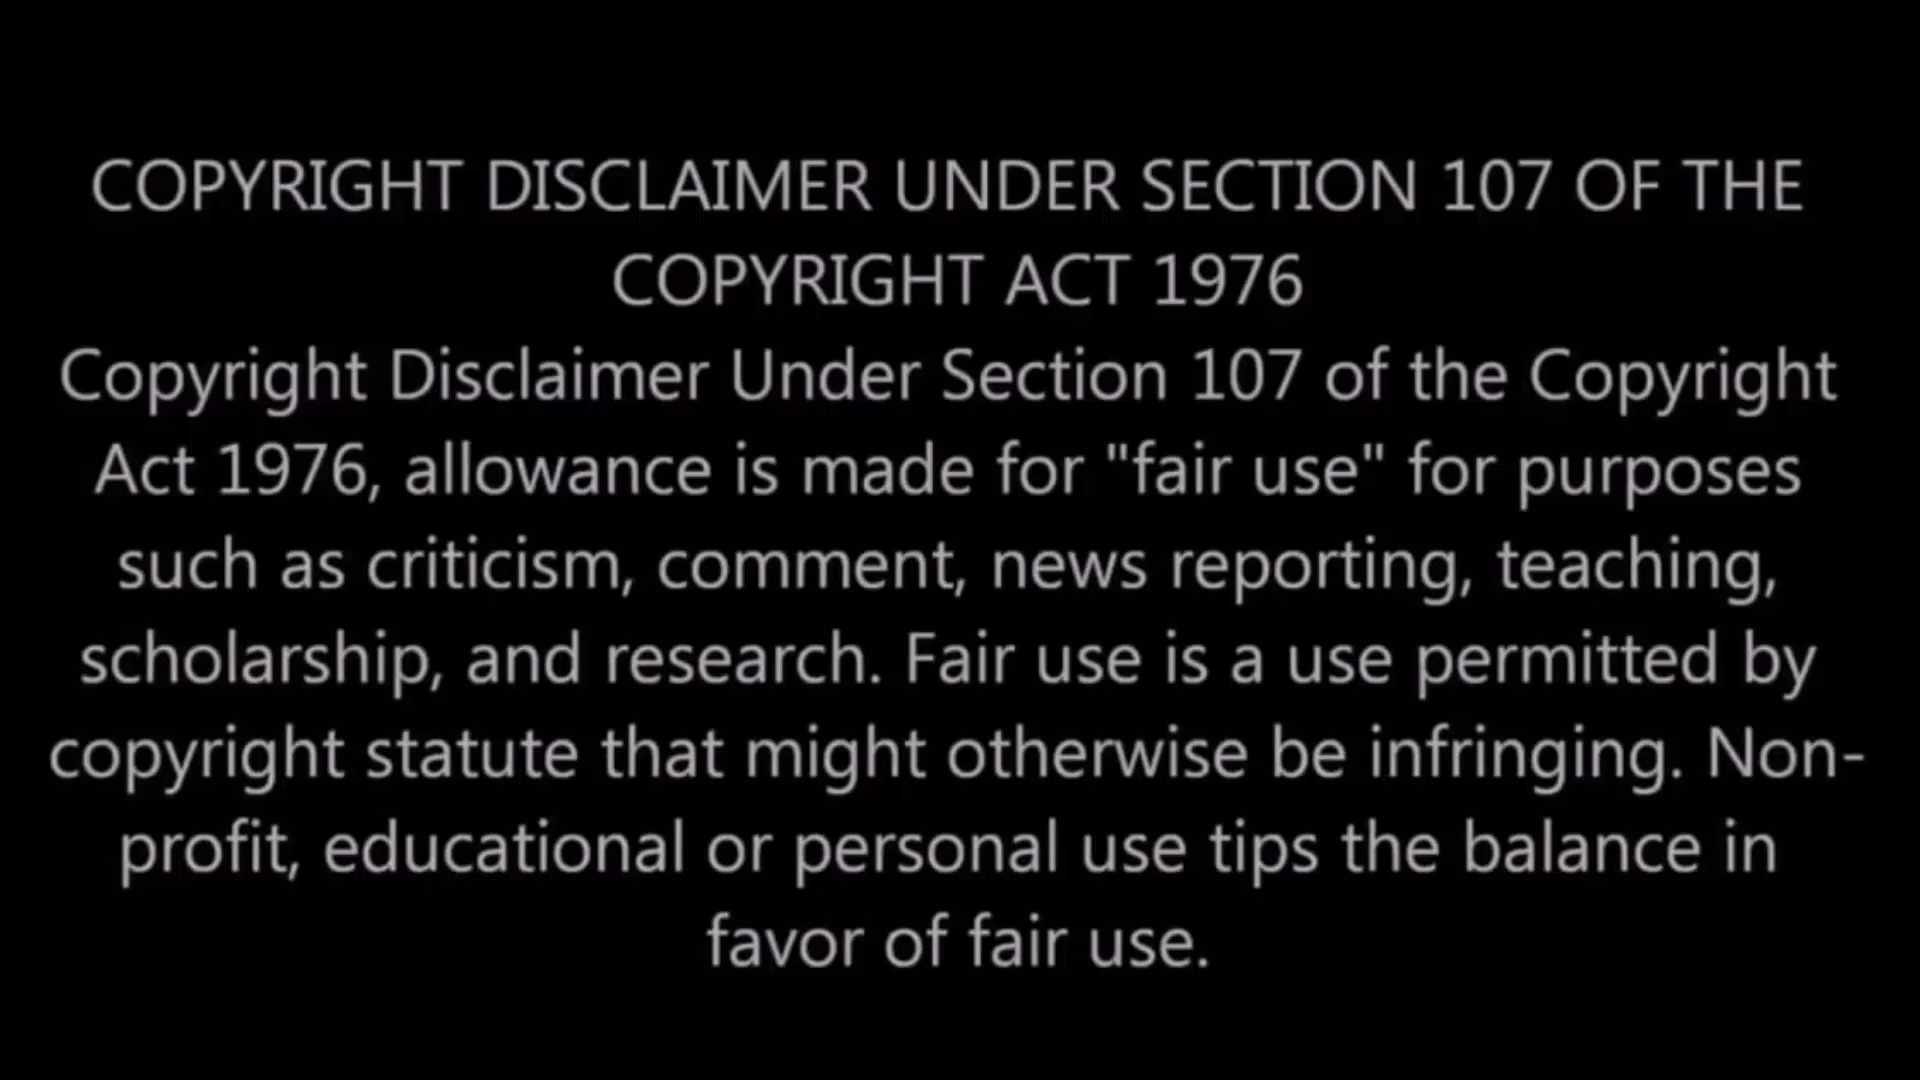 COPYRIGHT DISCLAIMER UNDER SECTION 107 OF THE
COPYRIGHT ACT 1976
Copyright Disclaimer Under Section 107 of the Copyright
Act 1976, allowance is made for "fair use" for purposes
such as criticism, comment, news reporting, teaching,
scholarship, and research. Fair use is a use permitted by
copyright statute that might otherwise be infringing. Non-
profit, educational or personal use tips the balance in
favor of fair use.